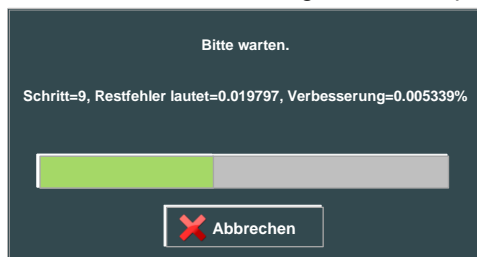 Bitte warten.
Schritt=9, Restfehler lautet=0.019797, Verbesserung=0.005339%
Abbrechen